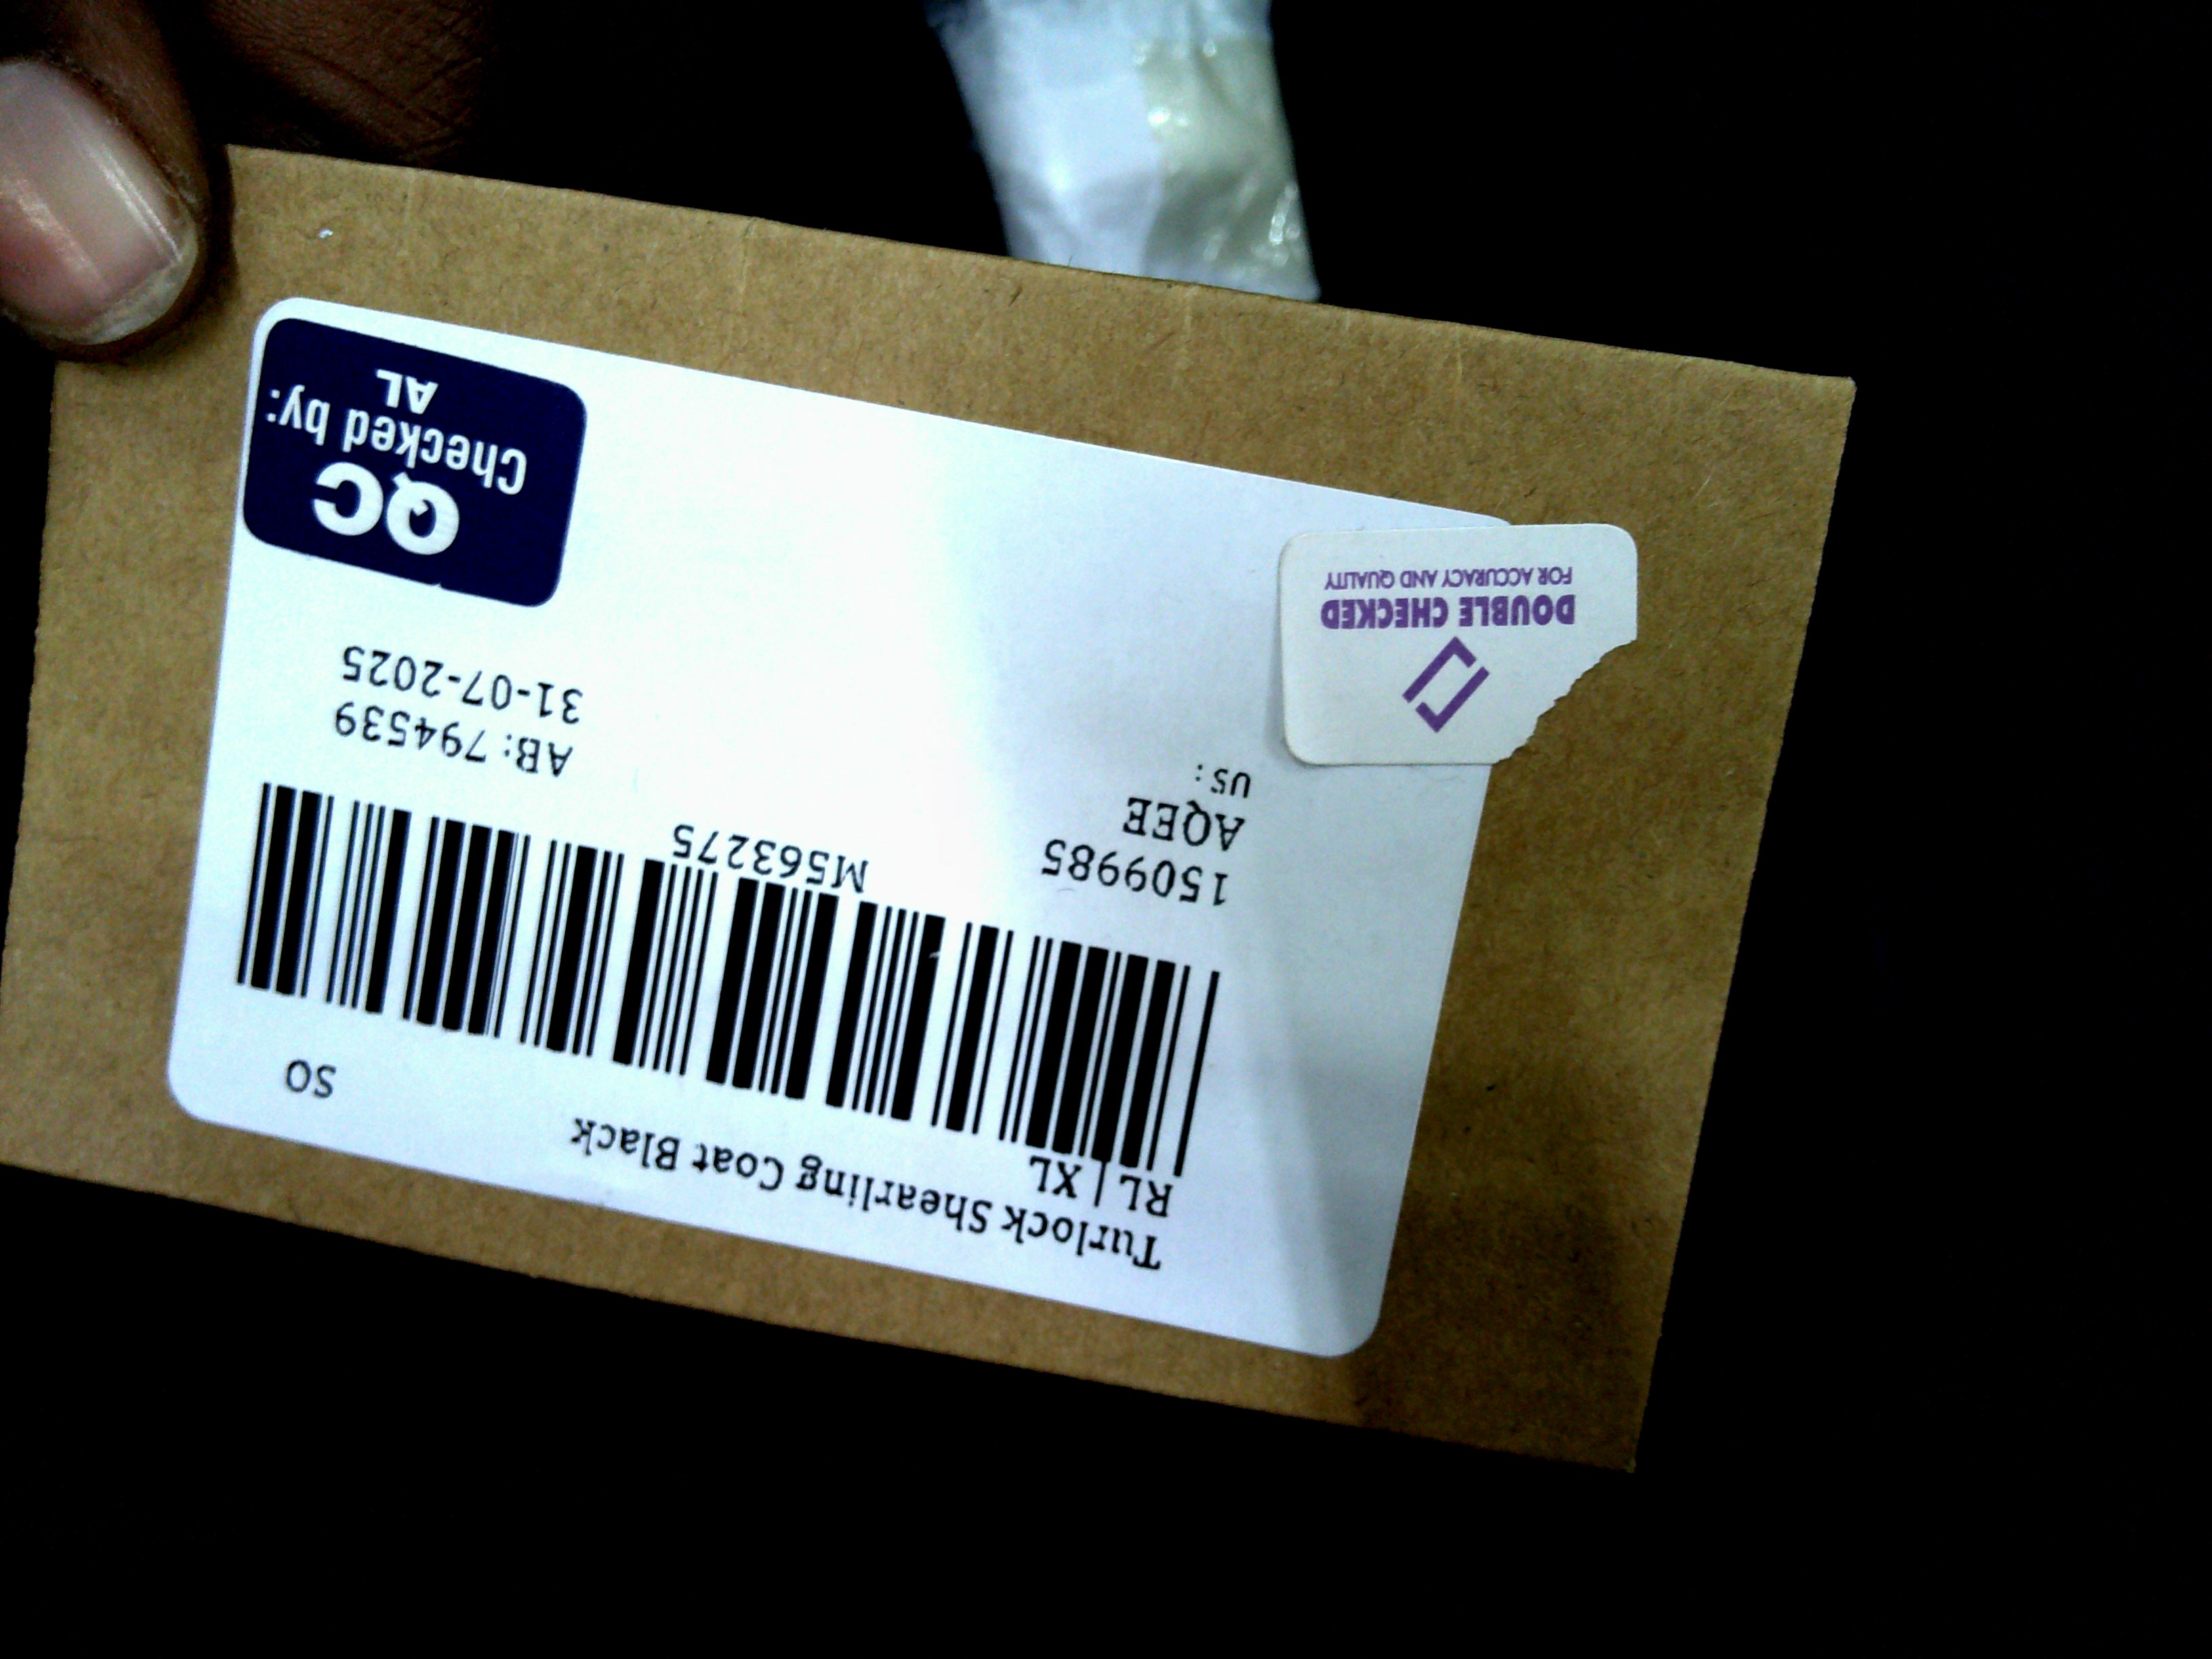 Turlock Shearling Coat Black
RL | XL
SO
M563275
1509985
AQEE
US :
AB: 794539
31-07-2025
QC
Checked by:
AL
DOUBLE CHECKED
FOR ACCURACY AND QUALITY